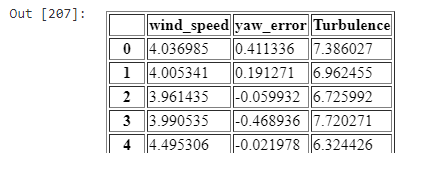 Out [207]:
wind_speed yaw_error Turbulence
0 4.036985 0.411336 7.386027
1 4.005341 0.191271 6.962455
2 3.961435 -0.059932 6.725992
3 3.990535 -0.468936 7.720271
4 4.495306 -0.021978 6.324426